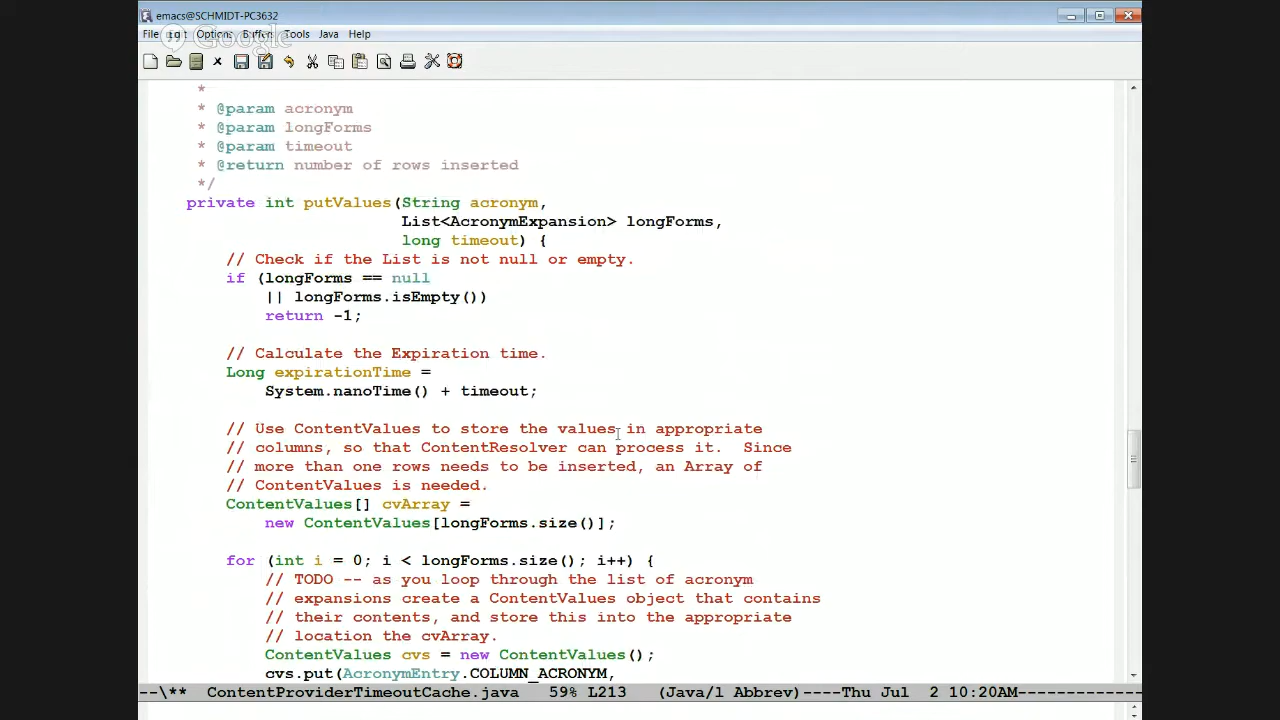 emacs@SCHMIDT-PC3632
File Edit Options Buffers Tools Java Help
Google
*
* @param acronym
* @param longForms
* @param timeout
* @return number of rows inserted
*/
private int putValues(String acronym,
List<AcronymExpansion> longForms,
long timeout) {
// Check if the List is not null or empty.
if (longForms == null
|| longForms.isEmpty())
return -1;
// Calculate the Expiration time.
Long expirationTime =
System.nanoTime() + timeout;
// Use ContentValues to store the values in appropriate
// columns, so that ContentResolver can process it.  Since
// more than one rows needs to be inserted, an Array of
// ContentValues is needed.
ContentValues[] cvArray =
new ContentValues[longForms.size()];
for (int i = 0; i < longForms.size(); i++) {
// TODO -- as you loop through the list of acronym
// expansions create a ContentValues object that contains
// their contents, and store this into the appropriate
// location the cvArray.
ContentValues cvs = new ContentValues();
cvs.put(AcronymEntry.COLUMN_ACRONYM,
--\** ContentProviderTimeoutCache.java 59% L213 (Java/l Abbrev)----Thu Jul 2 10:20AM-------------